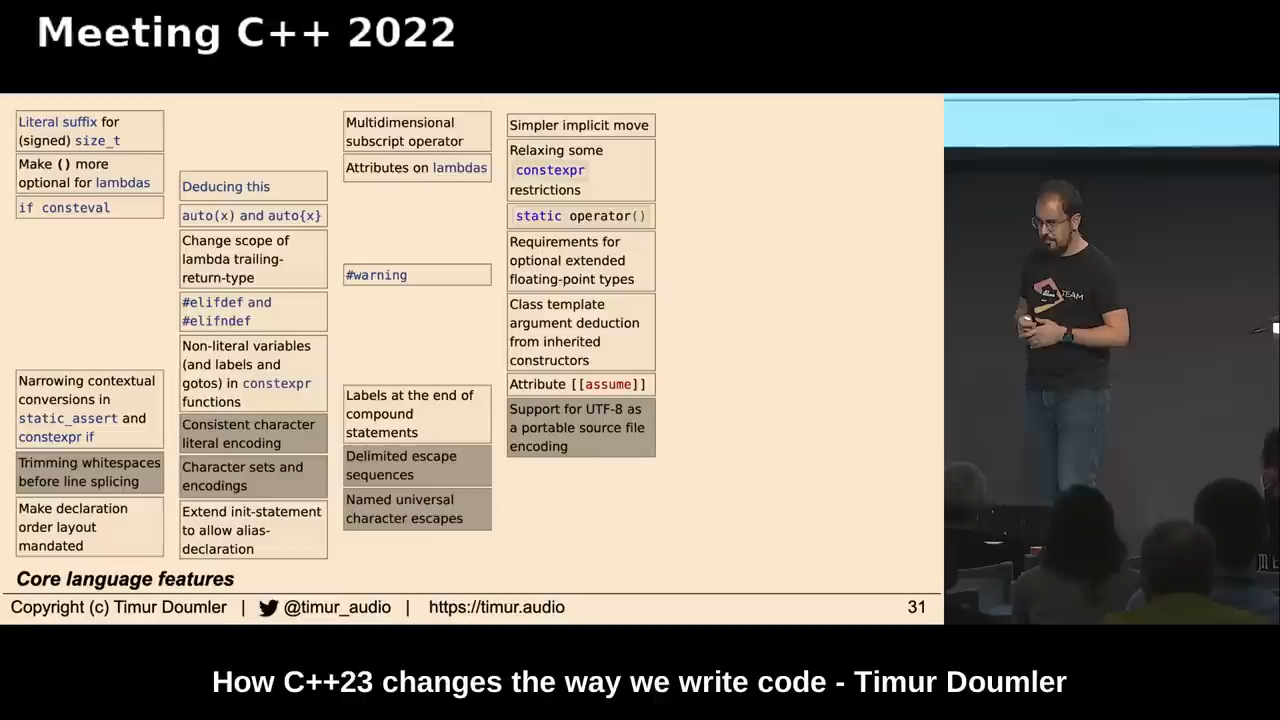 Meeting C++ 2022
Literal suffix for
(signed) size_t
Make () more
optional for lambdas
if consteval
Narrowing contextual
conversions in
static_assert and
constexpr if
Trimming whitespaces
before line splicing
Make declaration
order layout
mandated
Deducing this
auto(x) and auto{x}
Change scope of
lambda trailing-
return-type
#elifdef and
#elifndef
Non-literal variables
(and labels and
gotos) in constexpr
functions
Consistent character
literal encoding
Character sets and
encodings
Extend init-statement
to allow alias-
declaration
Multidimensional
subscript operator
Attributes on lambdas
#warning
Labels at the end of
compound
statements
Delimited escape
sequences
Named universal
character escapes
Simpler implicit move
Relaxing some
constexpr
restrictions
static operator()
Requirements for
optional extended
floating-point types
Class template
argument deduction
from inherited
constructors
Attribute [[assume]]
Support for UTF-8 as
a portable source file
encoding
Core language features
Copyright (c) Timur Doumler | @timur_audio | https://timur.audio 31
TEAM
How C++23 changes the way we write code - Timur Doumler